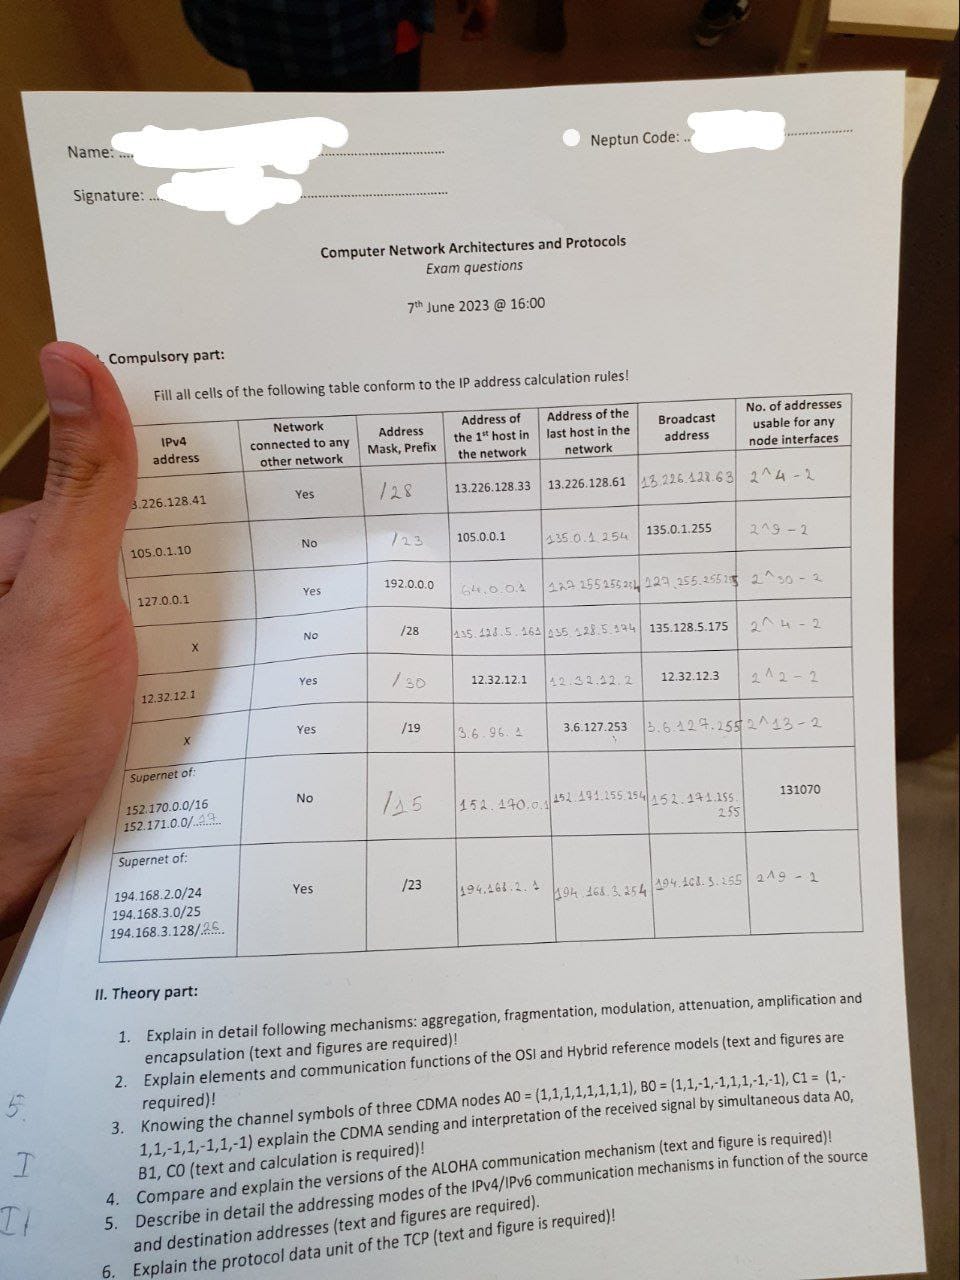 Name: ....
Neptun Code: ..
Signature: ....
Computer Network Architectures and Protocols
Exam questions
7th June 2023 @ 16:00
Compulsory part:
Fill all cells of the following table conform to the IP address calculation rules!
IPv4 address
Network connected to any other network
Address Mask, Prefix
Address of the 1st host in the network
Address of the last host in the network
Broadcast address
No. of addresses usable for any node interfaces
3.226.128.41 Yes /28 13.226.128.33 13.226.128.61 13.226.128.63 2^4-2
105.0.1.10 No /23 105.0.0.1 135.0.1.254 135.0.1.255 2^9-2
127.0.0.1 Yes 192.0.0.0 64.0.0.1 127.255.255.254 127.255.255.255 2^30-2
X No /28 135.128.5.161 135.128.5.174 135.128.5.175 2^4-2
12.32.12.1 Yes /30 12.32.12.1 12.32.12.2 12.32.12.3 2^2-2
X Yes /19 3.6.96.1 3.6.127.253 3.6.127.255 2^13-2
Supernet of:
152.170.0.0/16
152.171.0.0/
No /15 152.170.0.1 152.171.255.254 152.171.255.255 131070
Supernet of:
194.168.2.0/24
194.168.3.0/25
194.168.3.128/
Yes /23 194.168.2.1 194.168.3.254 194.168.3.255 2^9-2
II. Theory part:
1. Explain in detail following mechanisms: aggregation, fragmentation, modulation, attenuation, amplification and
encapsulation (text and figures are required)!
2. Explain elements and communication functions of the OSI and Hybrid reference models (text and figures are
required)!
3. Knowing the channel symbols of three CDMA nodes A0 = (1,1,1,1,1,1,1,1), B0 = (1,1,-1,-1,1,1,-1,-1), C1 = (1,-
1,1,-1,1,-1,1,-1) explain the CDMA sending and interpretation of the received signal by simultaneous data A0,
B1, C0 (text and calculation is required)!
4. Compare and explain the versions of the ALOHA communication mechanism (text and figure is required)!
5. Describe in detail the addressing modes of the IPv4/IPv6 communication mechanisms in function of the source
and destination addresses (text and figures are required).
6. Explain the protocol data unit of the TCP (text and figure is required)!
5.
I
II